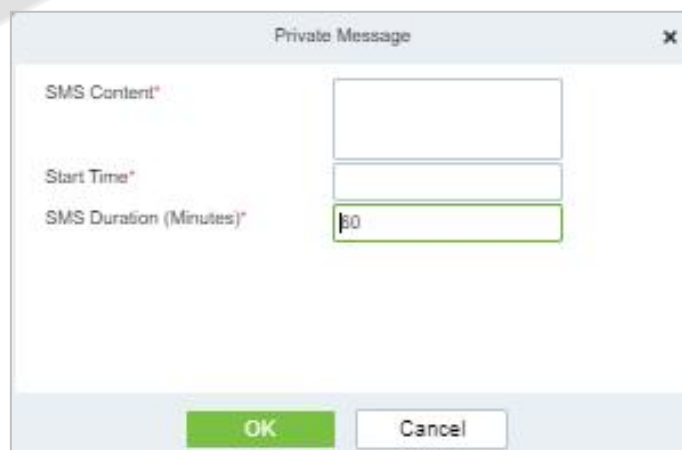 Private Message
SMS Content*
Start Time*
SMS Duration (Minutes)*
60
OK
Cancel